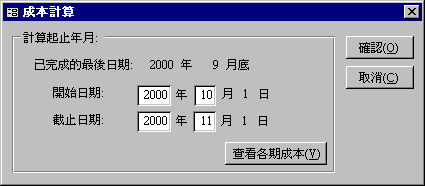 成本計算
計算起止年月:
已完成的最後日期: 2000 年 9 月底
開始日期: 2000 年 10 月 1 日
截止日期: 2000 年 11 月 1 日
查看各期成本(V)
確認(O)
取消(C)